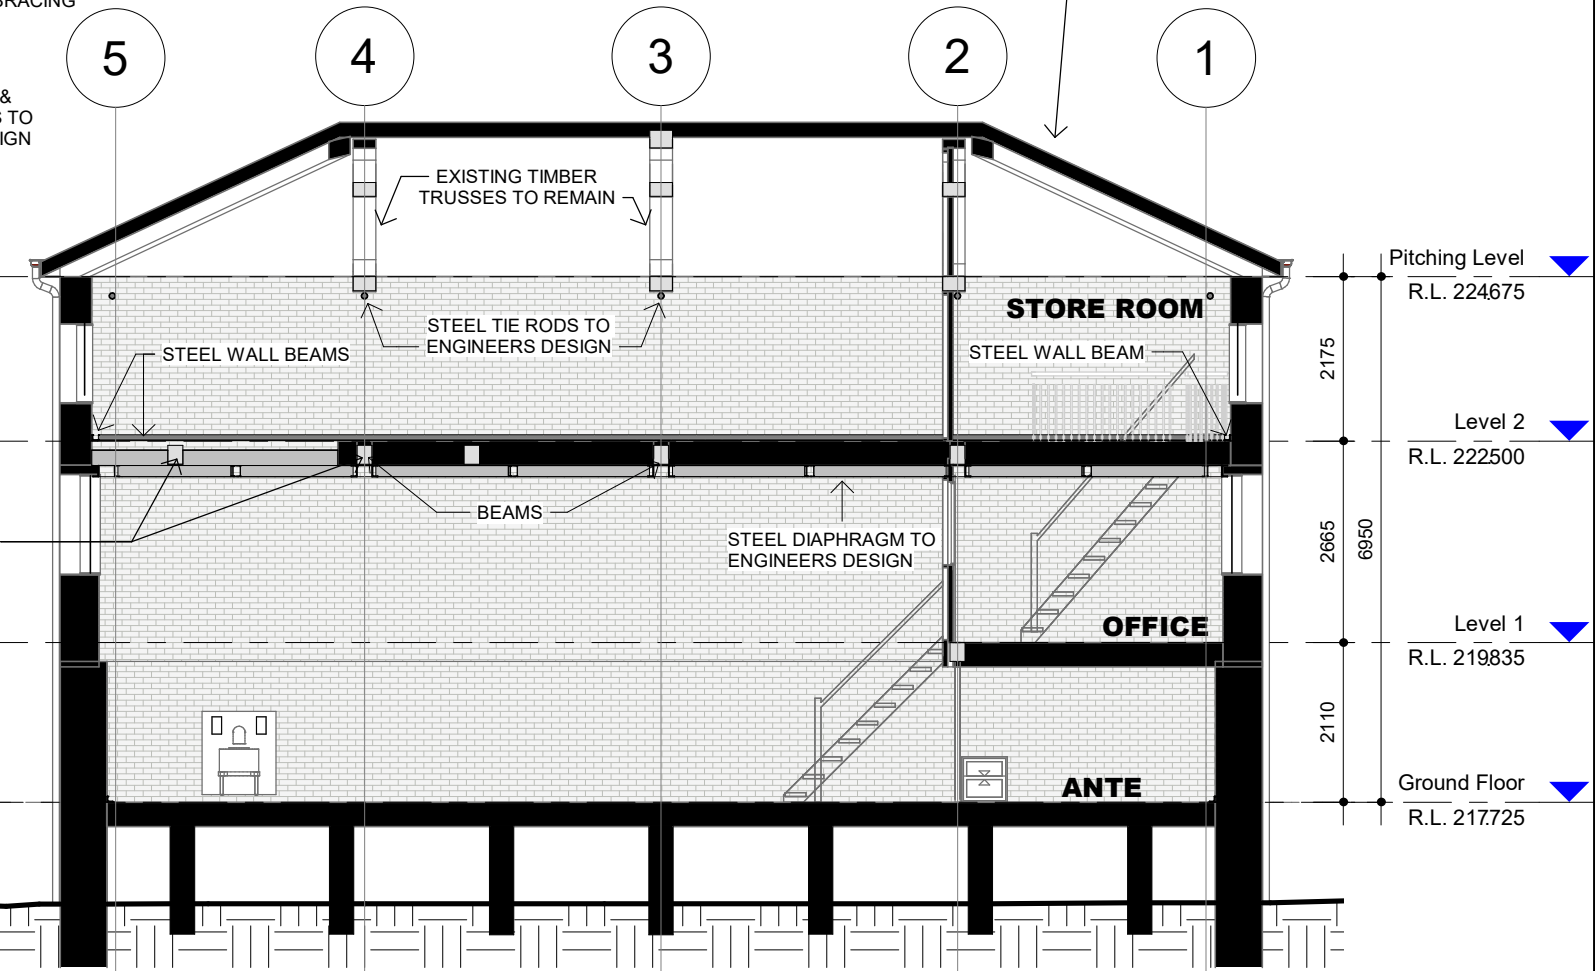 BRACING
5
4
3
2
1
&
S TO
IGN
EXISTING TIMBER
TRUSSES TO REMAIN
Pitching Level
R.L. 224.675
STORE ROOM
STEEL TIE RODS TO
ENGINEERS DESIGN
STEEL WALL BEAMS
STEEL WALL BEAM
2175
Level 2
R.L. 222.500
BEAMS
STEEL DIAPHRAGM TO
ENGINEERS DESIGN
2665
6950
OFFICE
Level 1
R.L. 219.835
2110
ANTE
Ground Floor
R.L. 217.725